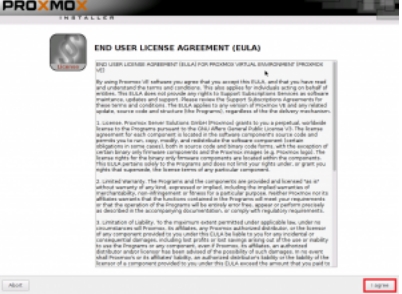 PROXMOX
INSTALLER
License
END USER LICENSE AGREEMENT (EULA)
END USER LICENSE AGREEMENT (EULA) FOR PROXMOX VIRTUAL ENVIRONMENT (PROXMOX
VE)
By using Proxmox VE software you agree that you accept this EULA, and that you have read
and understand the terms and conditions. This also applies for individuals acting on behalf of
entities. This EULA does not provide any rights to Support Subscriptions Services as software
maintenance, updates and support. Please review the Support Subscriptions Agreements for
these terms and conditions. The EULA applies to any version of Proxmox VE and any related
update, source code and structure (the Programs), regardless of the the delivery mechanism.
1. License. Proxmox Server Solutions GmbH (Proxmox) grants to you a perpetual, worldwide
license to the Programs pursuant to the GNU Affero General Public License V3. The license
agreement for each component is located in the software component's source code and
permits you to run, copy, modify, and redistribute the software component (certain
obligations in some cases), both in source code and binary code forms, with the exception of
certain binary only firmware components and the Proxmox images (e.g. Proxmox logo). The
license rights for the binary only firmware components are located within the components.
This EULA pertains solely to the Programs and does not limit your rights under, or grant you
rights that supersede, the license terms of any particular component.
2. Limited Warranty. The Programs and the components are provided and licensed "as is"
without warranty of any kind, expressed or implied, including the implied warranties of
merchantability, non-infringement or fitness for a particular purpose. Neither Proxmox nor its
affiliates warrants that the functions contained in the Programs will meet your requirements
or that the operation of the Programs will be entirely error free, appear or perform precisely
as described in the accompanying documentation, or comply with regulatory requirements.
3. Limitation of Liability. To the maximum extent permitted under applicable law, under no
circumstances will Proxmox, its affiliates, any Proxmox authorized distributor, or the licensor
of any component provided to you under this EULA be liable to you for any incidental or
consequential damages, including lost profits or lost savings arising out of the use or inability
to use the Programs or any component, even if Proxmox, its affiliates, an authorized
distributor and/or licensor has been advised of the possibility of such damages. In no event
shall Proxmox's or its affiliates' liability, an authorized distributor's liability or the liability of the
licensor of a component provided to you under this EULA exceed the amount that you paid to
Abort
I agree